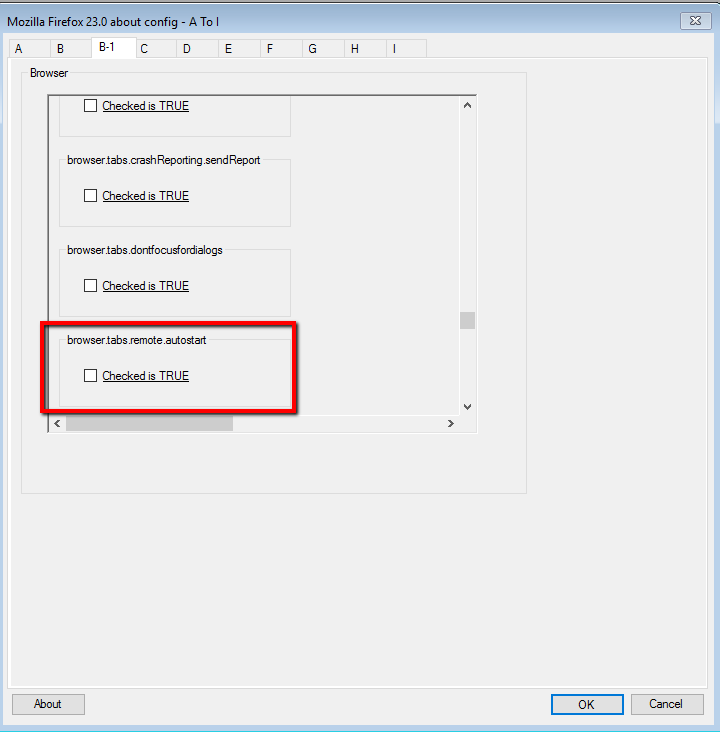 Mozilla Firefox 23.0 about config - A To I
A B B-1 C D E F G H I
Browser
Checked is TRUE
browser.tabs.crashReporting.sendReport
Checked is TRUE
browser.tabs.dontfocusfordialogs
Checked is TRUE
browser.tabs.remote.autostart
Checked is TRUE
About OK Cancel